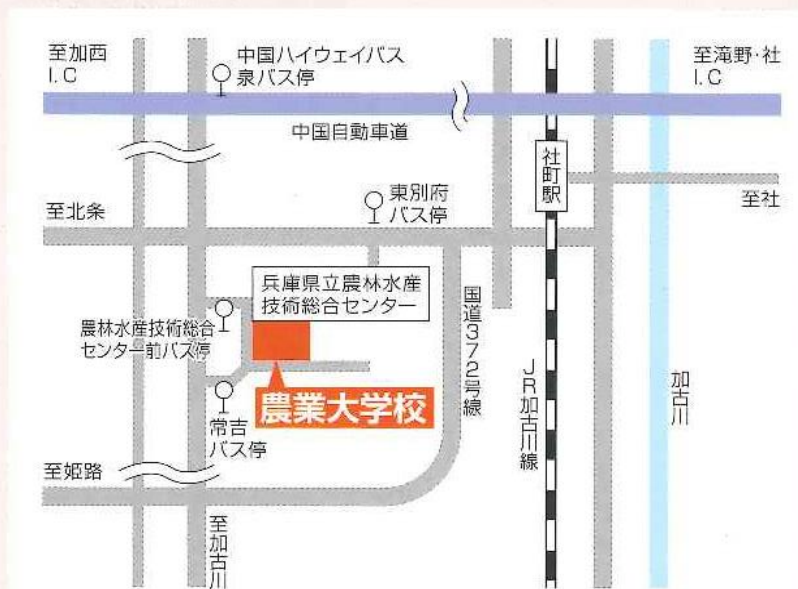 至加西
I.C
中国ハイウェイバス
泉バス停
至滝野・社
I.C
中国自動車道
社町駅
至社
東別府
バス停
至北条
兵庫県立農林水産
技術総合センター
農林水産技術総合
センター前バス停
農業大学校
常吉
バス停
国道372号線
JR加古川線
加古川
至姫路
至加古川